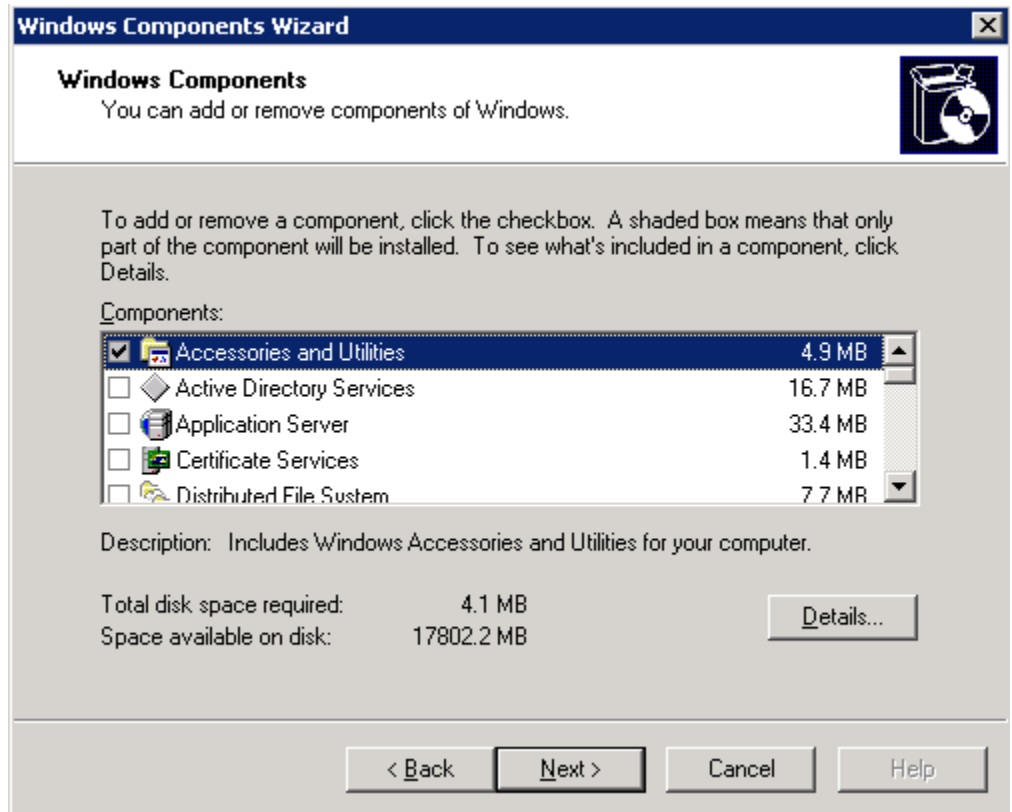 Windows Components Wizard
Windows Components
You can add or remove components of Windows.
To add or remove a component, click the checkbox. A shaded box means that only
part of the component will be installed. To see what's included in a component, click
Details.
Components:
Accessories and Utilities 4.9 MB
Active Directory Services 16.7 MB
Application Server 33.4 MB
Certificate Services 1.4 MB
Distributed File System 7.7 MB
Description: Includes Windows Accessories and Utilities for your computer.
Total disk space required: 4.1 MB
Space available on disk: 17802.2 MB
Details...
< Back Next > Cancel Help